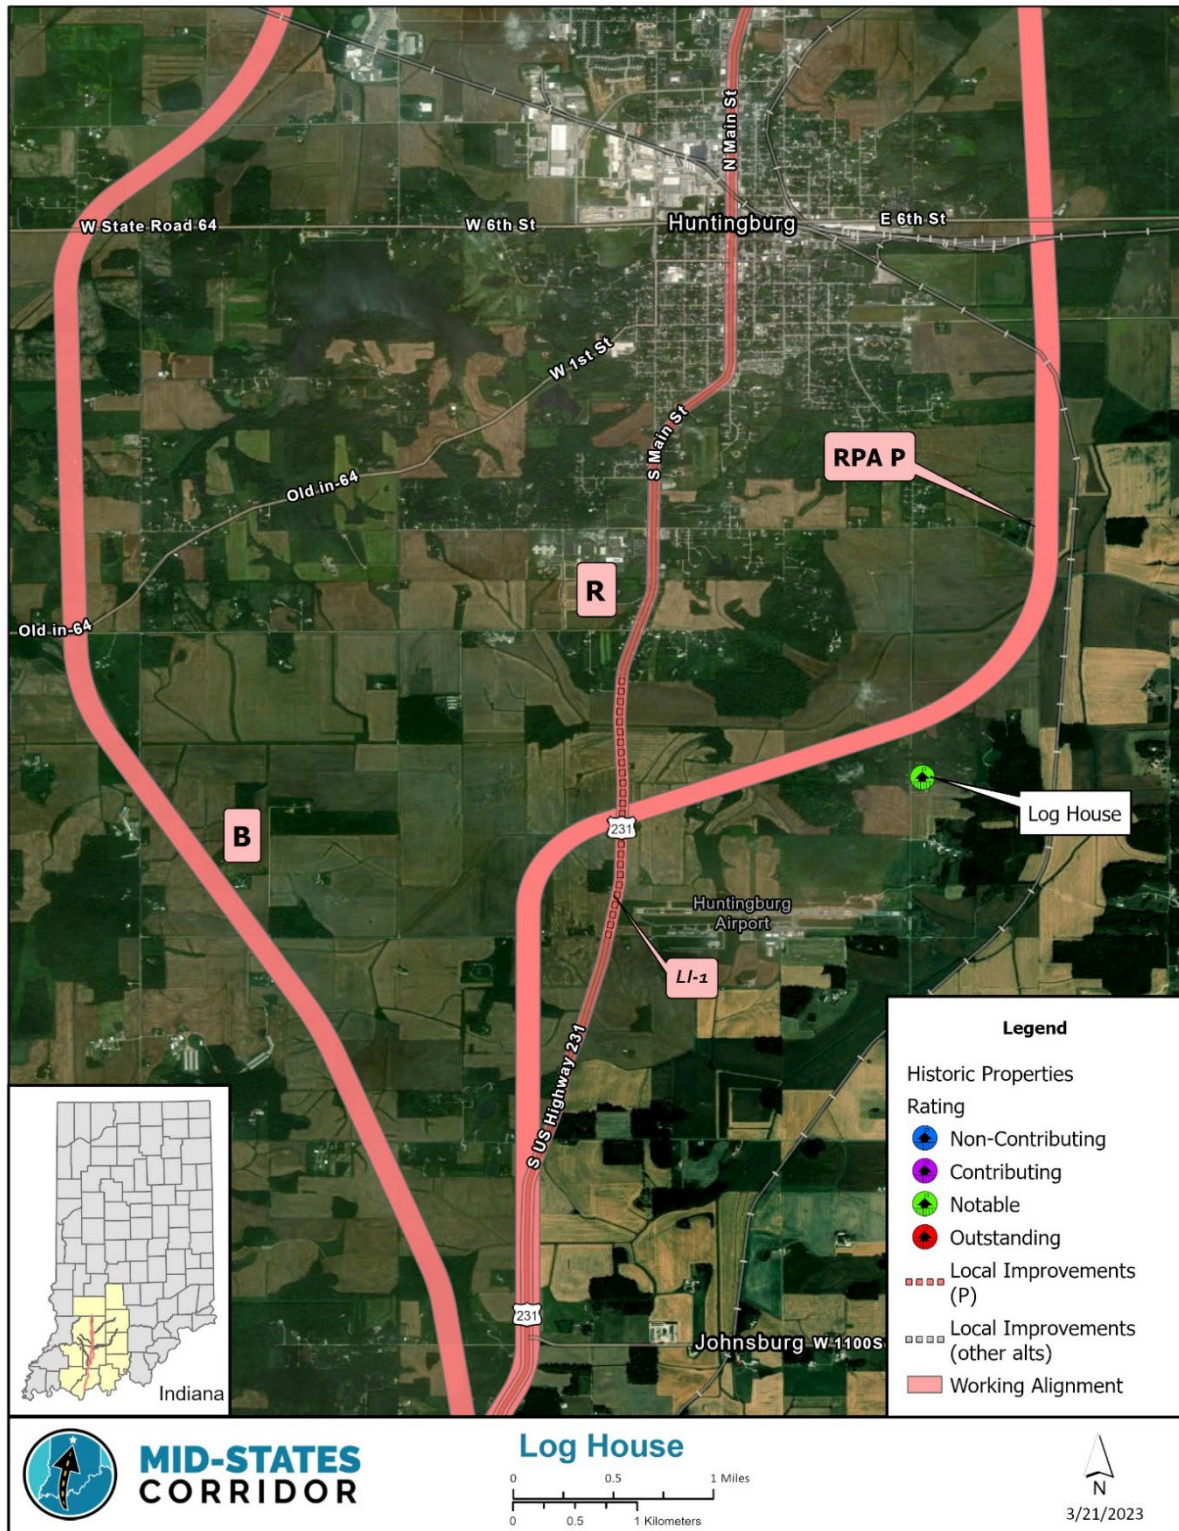 N Main St
W State Road 64
W 6th St
Huntingburg
E 6th St
W 1st St
S Main St
RPA P
Old in-64
R
Old in-64
231
Log House
B
Huntingburg
Airport
LI-1
S US Highway 231
231
Johnsburg
W 1100S
Legend
Historic Properties
Rating
Non-Contributing
Contributing
Notable
Outstanding
Local Improvements
(P)
Local Improvements
(other alts)
Working Alignment
Indiana
MID-STATES
CORRIDOR
Log House
0 0.5 1 Miles
0 0.5 1 Kilometers
N
3/21/2023